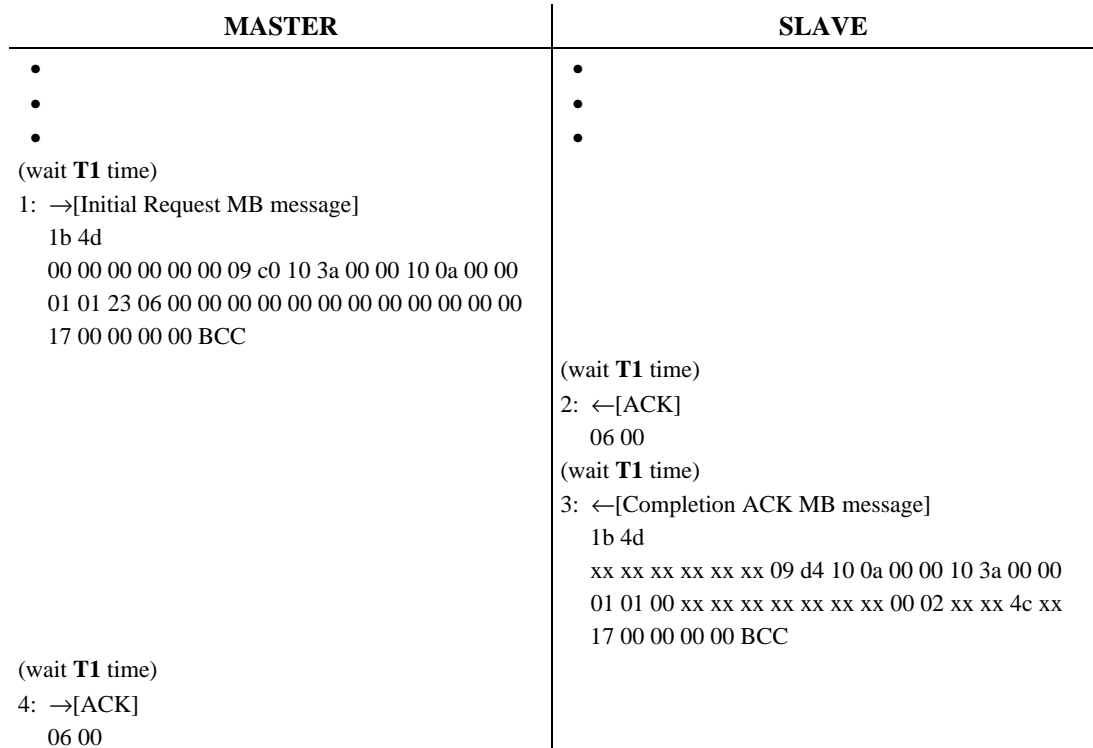 MASTER SLAVE
• •
• •
• •
(wait T1 time)
1: →[Initial Request MB message]
1b 4d
00 00 00 00 00 00 09 c0 10 3a 00 00 10 0a 00 00
01 01 23 06 00 00 00 00 00 00 00 00 00 00 00 00
17 00 00 00 00 BCC
(wait T1 time)
2: ←[ACK]
06 00
(wait T1 time)
3: ←[Completion ACK MB message]
1b 4d
xx xx xx xx xx xx 09 d4 10 0a 00 00 10 3a 00 00
01 01 00 xx xx xx xx xx xx xx 00 02 xx xx 4c xx
17 00 00 00 00 BCC
(wait T1 time)
4: →[ACK]
06 00